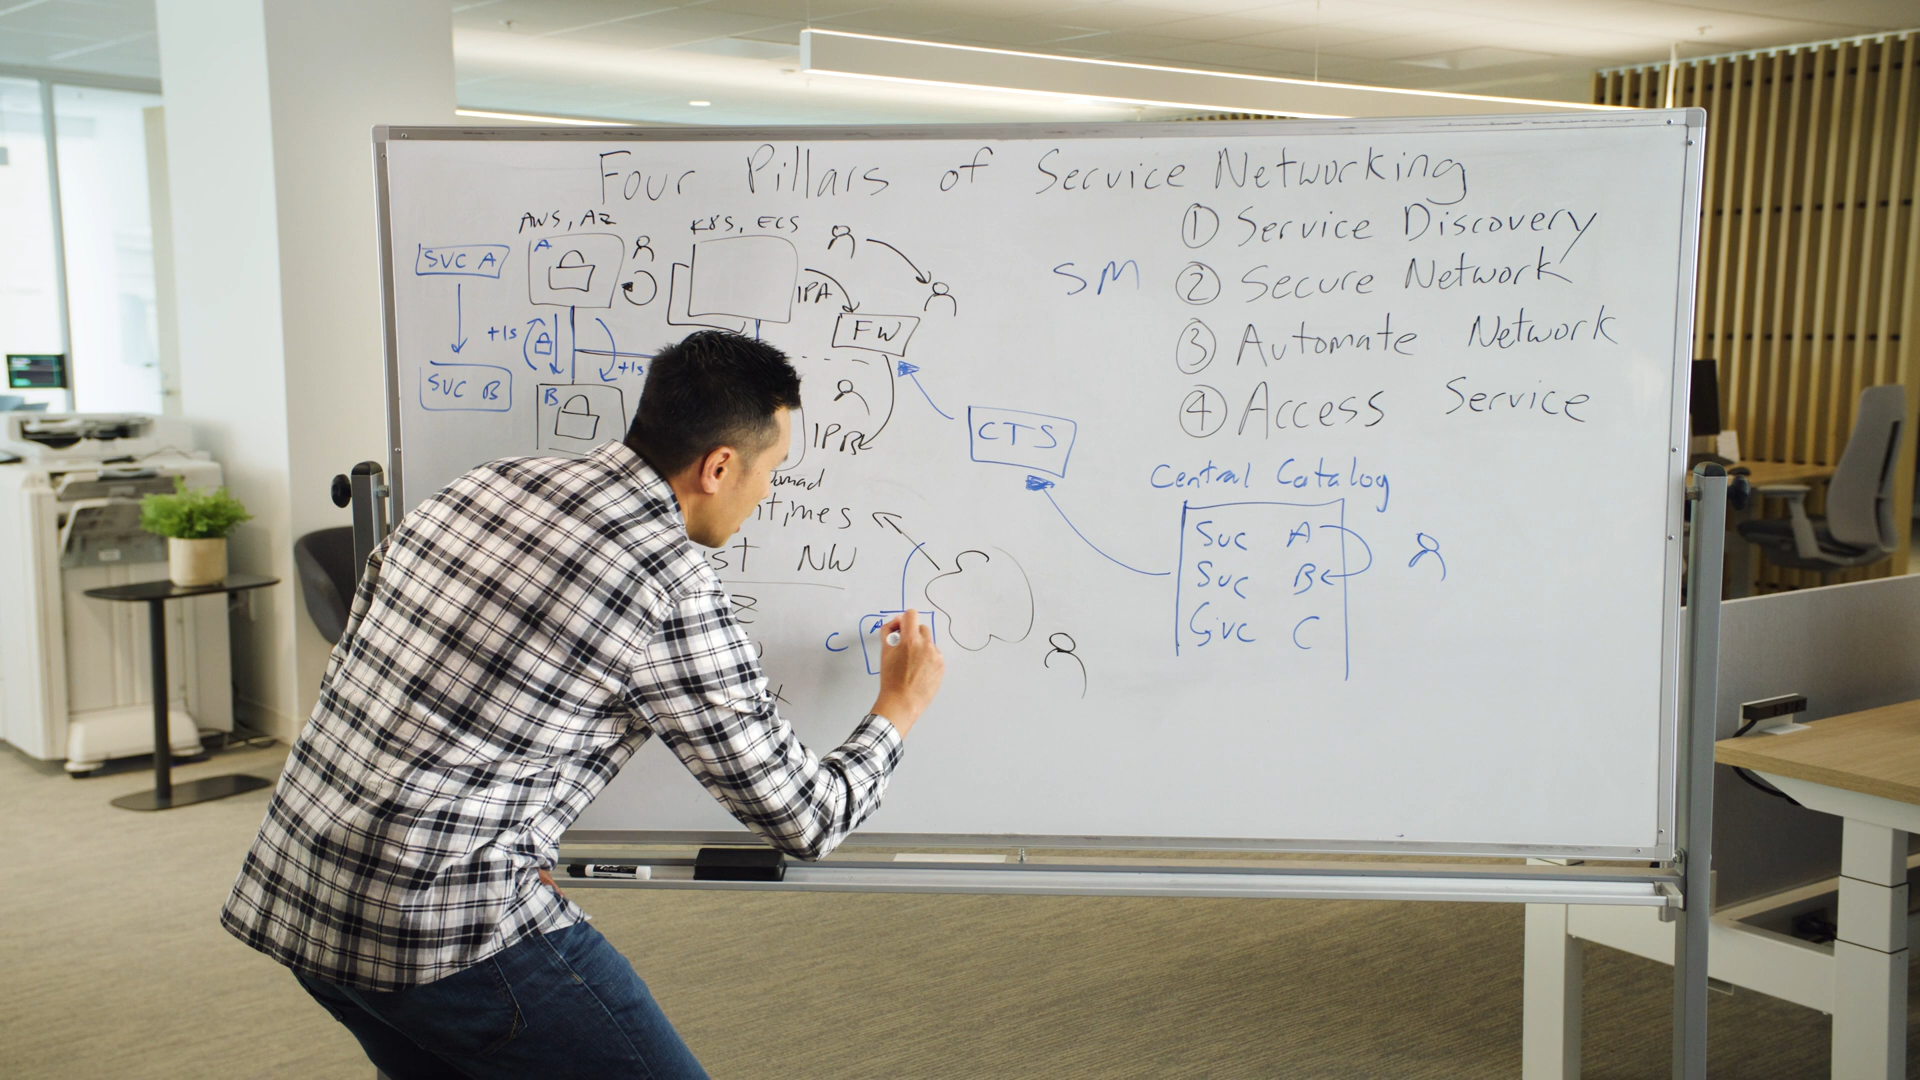 Four Pillars of Service Networking
AWS, AZ
K8S, ECS
① Service Discovery
② Secure Network
③ Automate Network
④ Access Service
SM
SVC A
A
IPA
FW
+ls
+ls
SVC B
B
IPB
CTS
NW
C
A
Central Catalog
Svc A
Svc B
Svc C